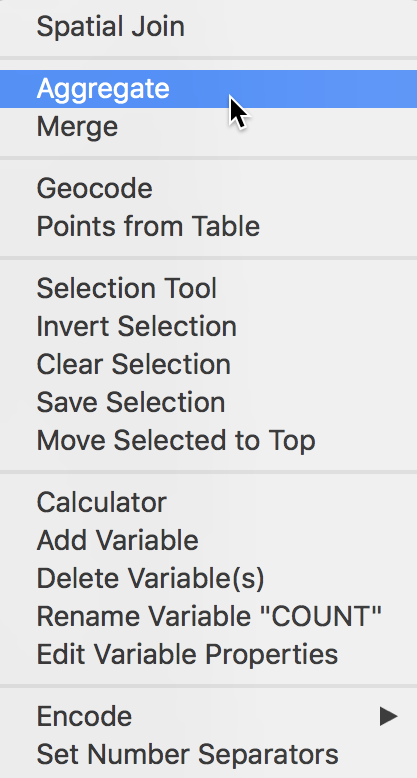 Spatial Join
Aggregate
Merge
Geocode
Points from Table
Selection Tool
Invert Selection
Clear Selection
Save Selection
Move Selected to Top
Calculator
Add Variable
Delete Variable(s)
Rename Variable "COUNT"
Edit Variable Properties
Encode
Set Number Separators